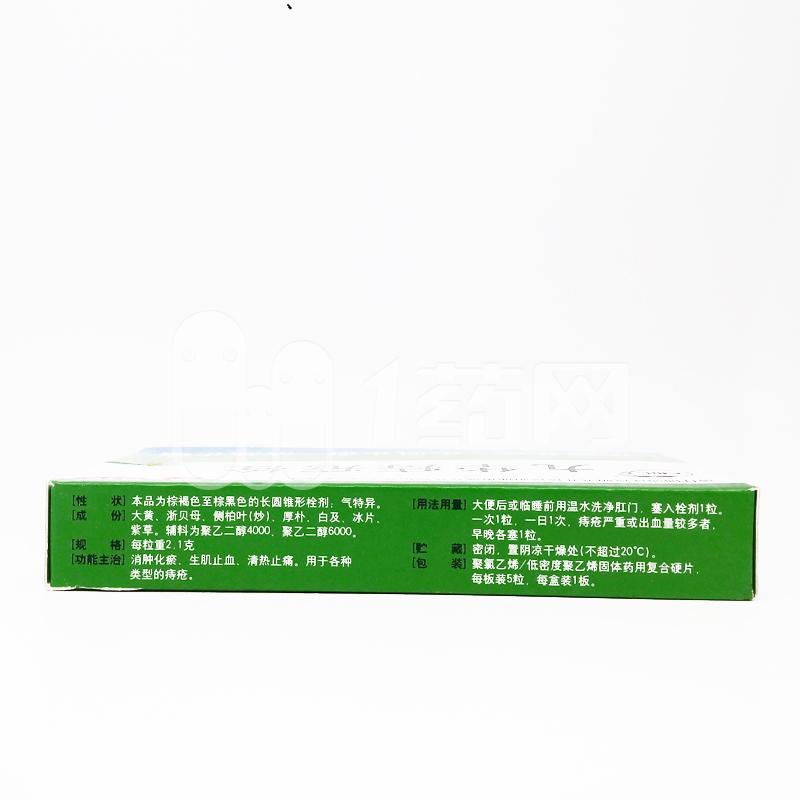 1药网
[性 状] 本品为棕褐色至棕黑色的长圆锥形栓剂；气特异。
[成 份] 大黄、浙贝母、侧柏叶(炒)、厚朴、白及、冰片、
紫草。辅料为聚乙二醇4000、聚乙二醇6000。
[规 格] 每粒重2.1克
[功能主治] 消肿化瘀、生肌止血、清热止痛。用于各种
类型的痔疮。
[用法用量] 大便后或临睡前用温水洗净肛门，塞入栓剂1粒。
一次1粒，一日1次，痔疮严重或出血量较多者，
早晚各塞1粒。
[贮 藏] 密闭，置阴凉干燥处(不超过20℃)。
[包 装] 聚氯乙烯/低密度聚乙烯固体药用复合硬片，
每板装5粒，每盒装1板。